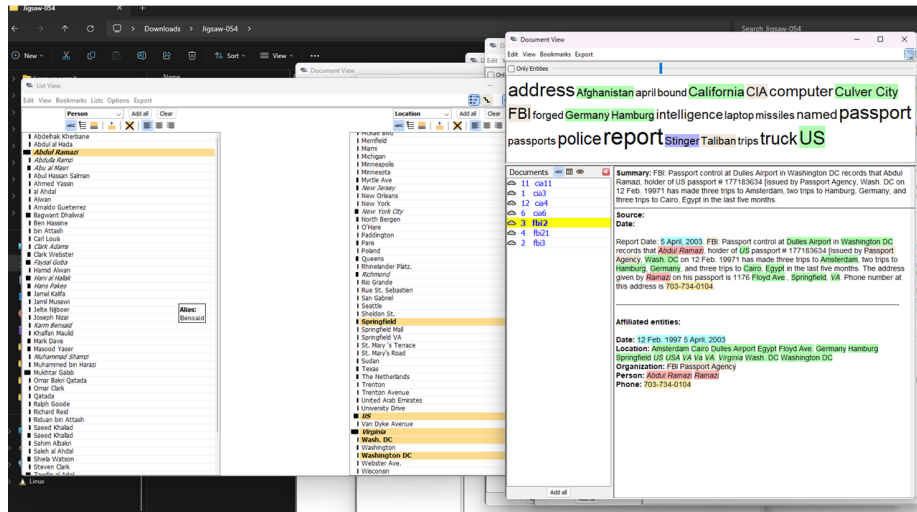 Jigsaw-054
Downloads > Jigsaw-054 >
Search Jigsaw-054
New
Sort
View
Name
Document View
List View
Edit View Bookmarks Lists Options Export
Person
Add all
Clear
Location
Add all
Clear
Abdelhak Kherbane
Abdul al Hada
Abdul Ramazi
Abdulla Ramzi
Abu al Masri
Abul Hassan Salman
Ahmed Yassin
al Ahdal
Alwan
Arnaldo Gueterrez
Bagwant Dhaliwal
Ben Hassine
bin Attash
Carl Louis
Clark Adams
Clark Webster
Faysal Goba
Hamid Alwan
Hani al Hallak
Hans Pakes
Jamal Kalifa
Jamil Musawi
Jelte Nijboer
Joseph Nizar
Karm Bensaid
Khalfan Maulid
Mark Davis
Masood Yaser
Muhammad Shamzi
Muhammed bin Harazi
Mukhtar Galab
Omar Bakri Qatada
Omar Clark
Qatada
Ralph Goode
Richard Reid
Riduan bin Attash
Saeed Khallad
Saeed Khallad
Sahim Albakri
Saleh al Ahdal
Sheila Watson
Steven Clark
Alias:
Bensaid
McKae Blvd
Merrifield
Miami
Michigan
Minneapolis
Minnesota
Myrtle Ave
New Jersey
New Orleans
New York
New York City
North Bergen
O'Hare
Paddington
Paris
Poland
Queens
Rhinelander Platz.
Richmond
Rio Grande
Rue St. Sebastien
San Gabriel
Seattle
Sheldon St.
Springfield
Springfield Mall
Springfield VA
St. Mary 's Terrace
St. Mary's Road
Sudan
Texas
The Netherlands
Trenton
Trenton Avenue
United Arab Emirates
University Drive
US
Van Dyke Avenue
Virginia
Wash. DC
Washington
Washington DC
Webster Ave.
Wisconsin
Linux
Document View
Edit View Bookmarks Export
Only Entities
address Afghanistan april bound California CIA computer Culver City
FBI forged Germany Hamburg intelligence laptop missiles named passport
passports police report Stinger Taliban trips truck US
Documents
11 cia11
1 cia3
12 cia4
6 cia6
3 fbi2
4 fbi21
2 fbi3
Add all
Summary: FBI: Passport control at Dulles Airport in Washington DC records that Abdul
Ramazi, holder of US passport # 177183634 [issued by Passport Agency, Wash. DC on
12 Feb. 19971 has made three trips to Amsterdam, two trips to Hamburg, Germany, and
three trips to Cairo, Egypt in the last five months.
Source:
Date:
Report Date: 5 April, 2003. FBI: Passport control at Dulles Airport in Washington DC
records that Abdul Ramazi, holder of US passport # 177183634 [issued by Passport
Agency, Wash. DC on 12 Feb. 19971 has made three trips to Amsterdam, two trips to
Hamburg, Germany, and three trips to Cairo, Egypt in the last five months. The address
given by Ramazi on his passport is 1176 Floyd Ave , Springfield, VA. Phone number at
this address is 703-734-0104.
Affiliated entities:
Date: 12 Feb. 1997 5 April, 2003
Location: Amsterdam Cairo Dulles Airport Egypt Floyd Ave. Germany Hamburg
Springfield US USA VA Va VA. Virginia Wash. DC Washington DC
Organization: FBI Passport Agency
Person: Abdul Ramazi Ramazi
Phone: 703-734-0104